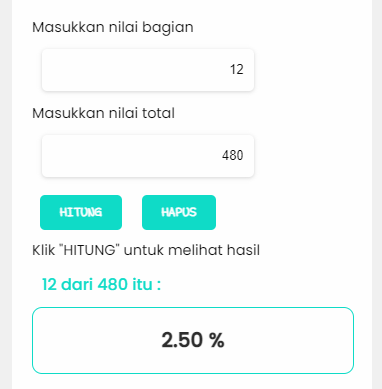 Masukkan nilai bagian
12
Masukkan nilai total
480
HITUNG HAPUS
Klik "HITUNG" untuk melihat hasil
12 dari 480 itu :
2.50 %